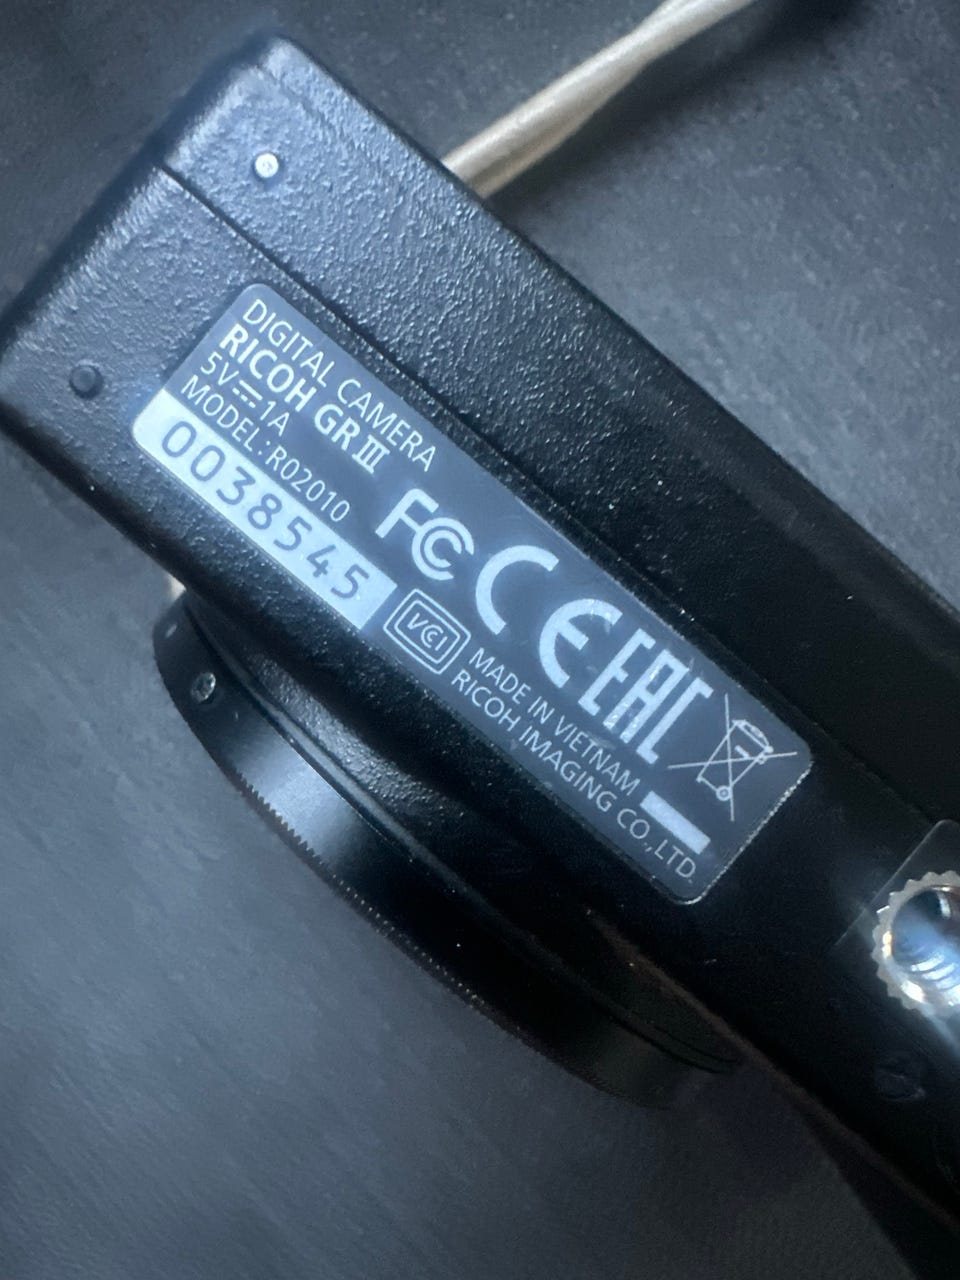 DIGITAL CAMERA
RICOH GR III
5V⎓1A
MODEL:R02010
0038545
FC CE EAC
VCI
MADE IN VIETNAM
RICOH IMAGING CO.,LTD.